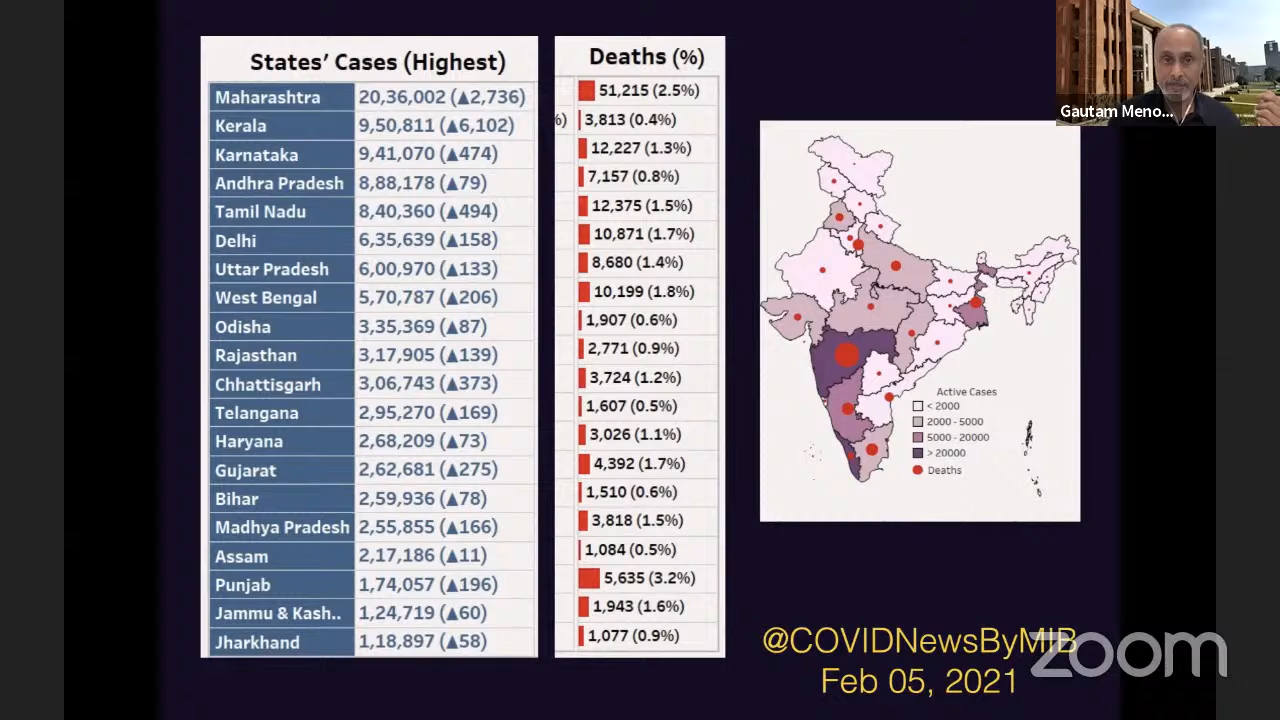 States’ Cases (Highest)
Maharashtra 20,36,002 (▲2,736)
Kerala 9,50,811 (▲6,102)
Karnataka 9,41,070 (▲474)
Andhra Pradesh 8,88,178 (▲79)
Tamil Nadu 8,40,360 (▲494)
Delhi 6,35,639 (▲158)
Uttar Pradesh 6,00,970 (▲133)
West Bengal 5,70,787 (▲206)
Odisha 3,35,369 (▲87)
Rajasthan 3,17,905 (▲139)
Chhattisgarh 3,06,743 (▲373)
Telangana 2,95,270 (▲169)
Haryana 2,68,209 (▲73)
Gujarat 2,62,681 (▲275)
Bihar 2,59,936 (▲78)
Madhya Pradesh 2,55,855 (▲166)
Assam 2,17,186 (▲11)
Punjab 1,74,057 (▲196)
Jammu & Kash.. 1,24,719 (▲60)
Jharkhand 1,18,897 (▲58)
Deaths (%)
51,215 (2.5%)
%) 3,813 (0.4%)
12,227 (1.3%)
7,157 (0.8%)
12,375 (1.5%)
10,871 (1.7%)
8,680 (1.4%)
10,199 (1.8%)
1,907 (0.6%)
2,771 (0.9%)
3,724 (1.2%)
1,607 (0.5%)
3,026 (1.1%)
4,392 (1.7%)
1,510 (0.6%)
3,818 (1.5%)
1,084 (0.5%)
5,635 (3.2%)
1,943 (1.6%)
1,077 (0.9%)
Gautam Meno...
Active Cases
< 2000
2000 - 5000
5000 - 20000
> 20000
Deaths
@COVIDNewsByMIB
Feb 05, 2021
zoom